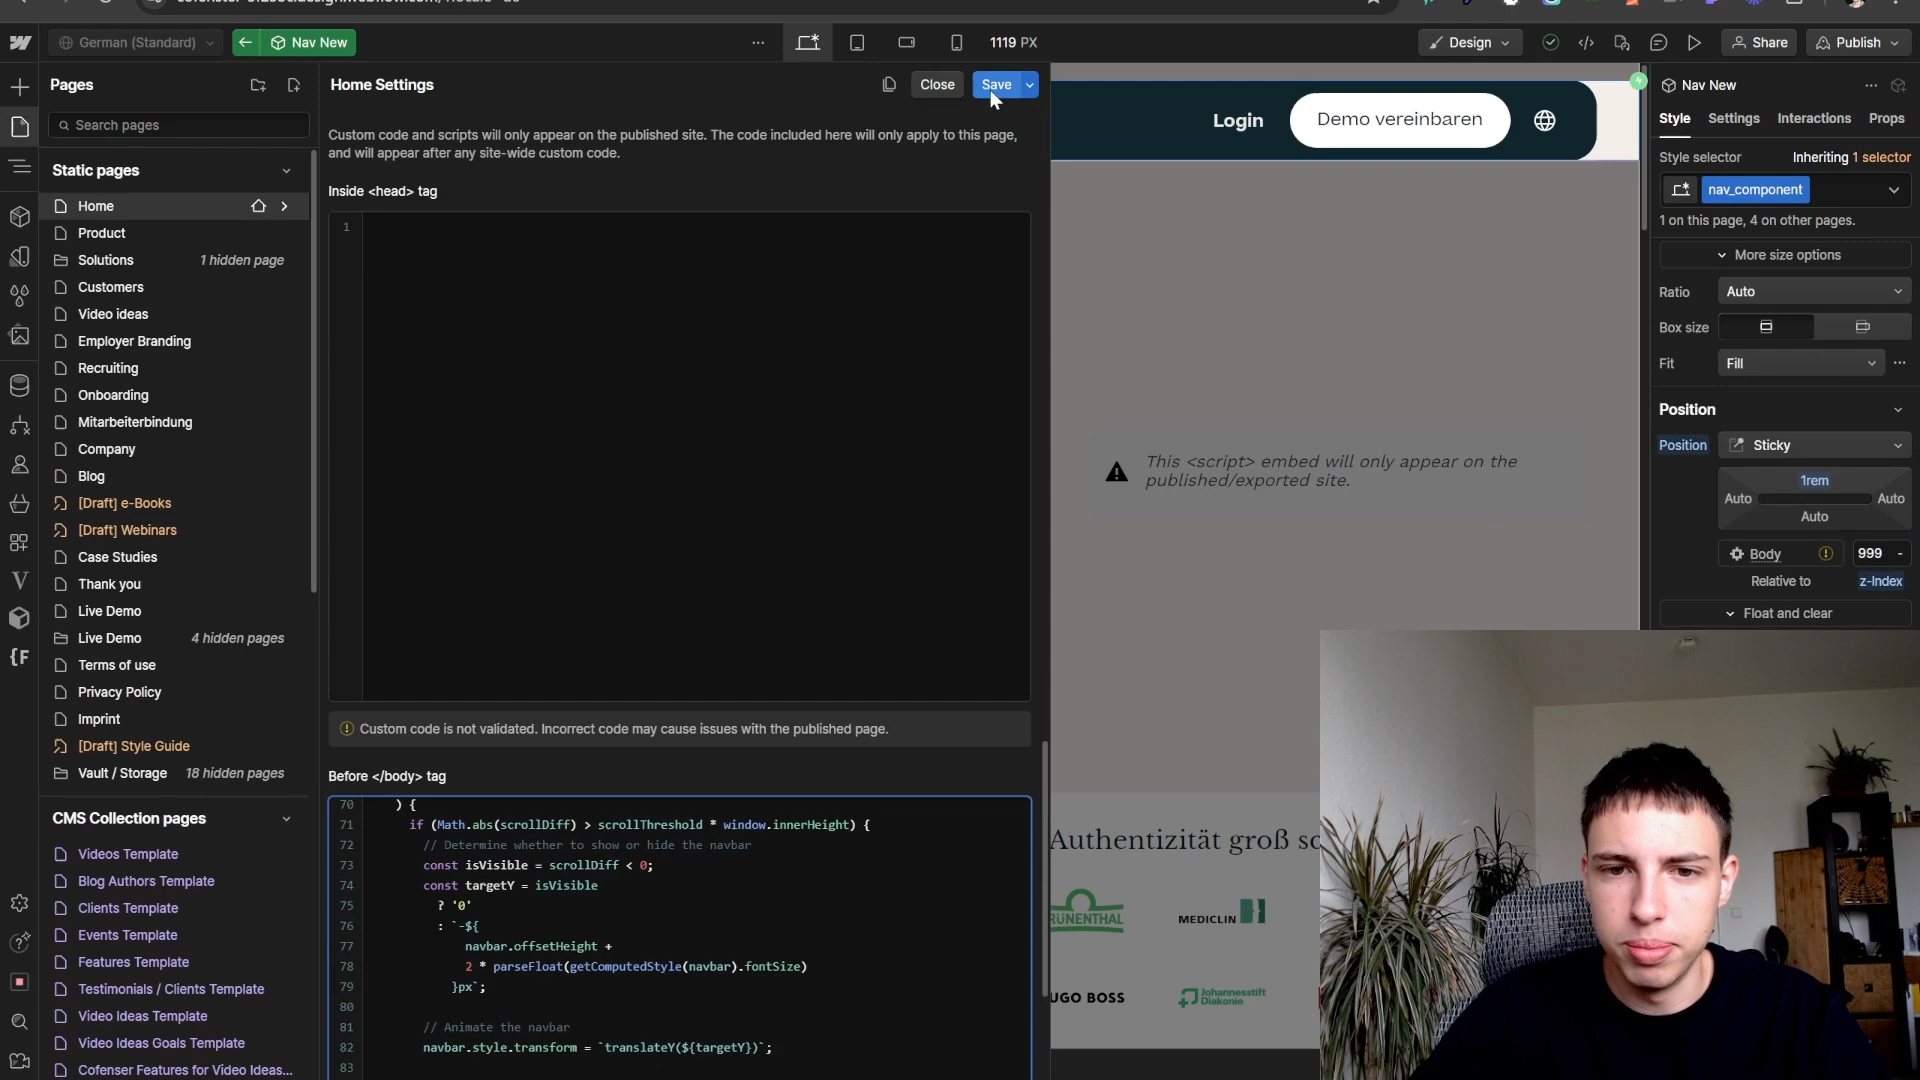 German (Standard)
Nav New
1119 PX
Design
Share
Publish
Pages
Search pages
Static pages
Home
Product
Solutions 1 hidden page
Customers
Video ideas
Employer Branding
Recruiting
Onboarding
Mitarbeiterbindung
Company
Blog
[Draft] e-Books
[Draft] Webinars
Case Studies
Thank you
Live Demo
Live Demo 4 hidden pages
Terms of use
Privacy Policy
Imprint
[Draft] Style Guide
Vault / Storage 18 hidden pages
CMS Collection pages
Videos Template
Blog Authors Template
Clients Template
Events Template
Features Template
Testimonials / Clients Template
Video Ideas Template
Video Ideas Goals Template
Cofenser Features for Video Ideas...
Home Settings
Close
Save
Custom code and scripts will only appear on the published site. The code included here will only apply to this page,
and will appear after any site-wide custom code.
Inside <head> tag
1
Custom code is not validated. Incorrect code may cause issues with the published page.
Before </body> tag
70 ) {
71 if (Math.abs(scrollDiff) > scrollThreshold * window.innerHeight) {
72 // Determine whether to show or hide the navbar
73 const isVisible = scrollDiff < 0;
74 const targetY = isVisible
75 ? '0'
76 : `-${
77 navbar.offsetHeight +
78 2 * parseFloat(getComputedStyle(navbar).fontSize)
79 }px`;
80
81 // Animate the navbar
82 navbar.style.transform = `translateY(${targetY})`;
83
Login
Demo vereinbaren
This <script> embed will only appear on the
published/exported site.
Authentizität groß sc
RÜNENTHAL
MEDICLIN
UGO BOSS
Johannesstift
Diakonie
Nav New
Style
Settings
Interactions
Props
Style selector
Inheriting 1 selector
nav_component
1 on this page, 4 on other pages.
More size options
Ratio
Auto
Box size
Fit
Fill
Position
Position
Sticky
1rem
Auto
Auto
Auto
Body
999 -
Relative to
z-Index
Float and clear